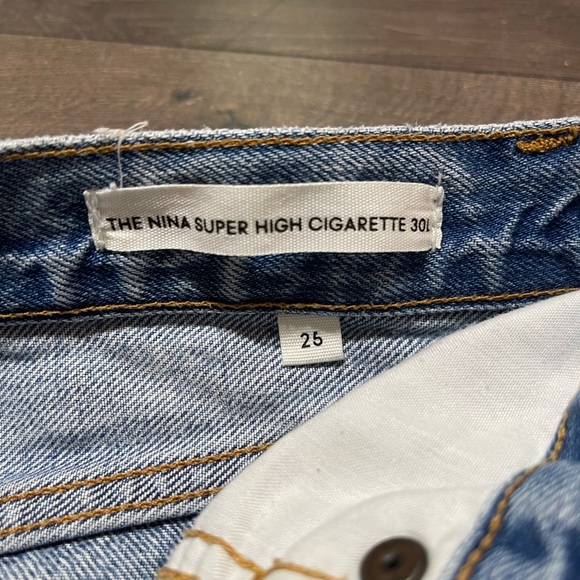 THE NINA SUPER HIGH CIGARETTE 30L
25